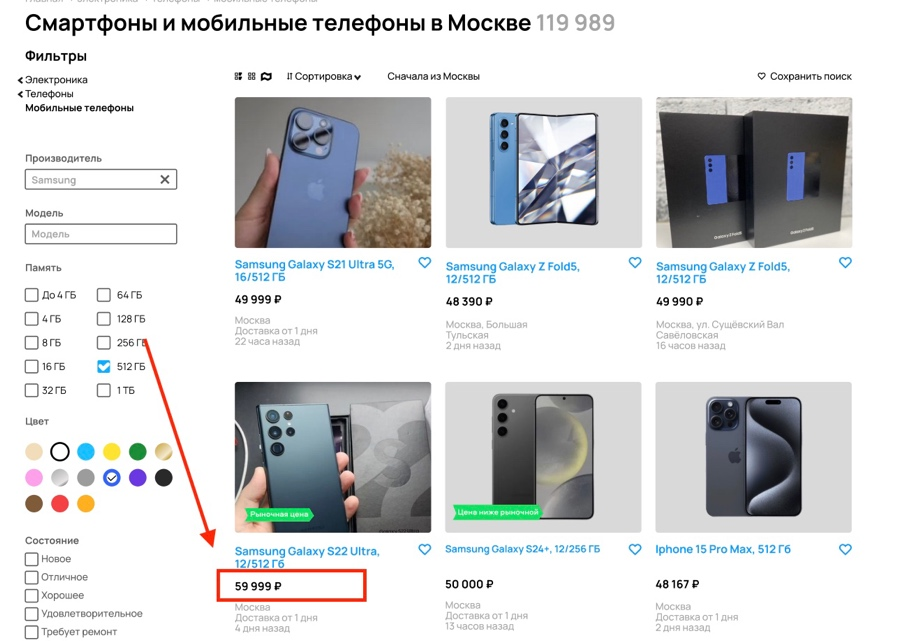 Смартфоны и мобильные телефоны в Москве 119 989
Фильтры
Электроника
Телефоны
Мобильные телефоны
Производитель
Samsung
Модель
Модель
Память
До 4 ГБ
64 ГБ
4 ГБ
128 ГБ
8 ГБ
256 ГБ
16 ГБ
512 ГБ
32 ГБ
1 ТБ
Цвет
Состояние
Новое
Отличное
Хорошее
Удовлетворительное
Требует ремонт
Сортировка
Сначала из Москвы
Сохранить поиск
Samsung Galaxy S21 Ultra 5G,
16/512 ГБ
49 999 ₽
Москва
Доставка от 1 дня
22 часа назад
Samsung Galaxy Z Fold5,
12/512 ГБ
48 390 ₽
Москва, Большая
Тульская
2 дня назад
Galaxy Z Fold5
Galaxy Z Fold5
Samsung Galaxy Z Fold5,
12/512 ГБ
49 990 ₽
Москва, ул. Сущёвский Вал
Савёловская
16 часов назад
Рыночная цена
Samsung Galaxy S22 Ultra,
12/512 Гб
59 999 ₽
Москва
Доставка от 1 дня
4 дня назад
Цена ниже рыночной
Samsung Galaxy S24+, 12/256 ГБ
50 000 ₽
Москва
Доставка от 1 дня
13 часов назад
Iphone 15 Pro Max, 512 Гб
48 167 ₽
Москва
Доставка от 1 дня
2 дня назад